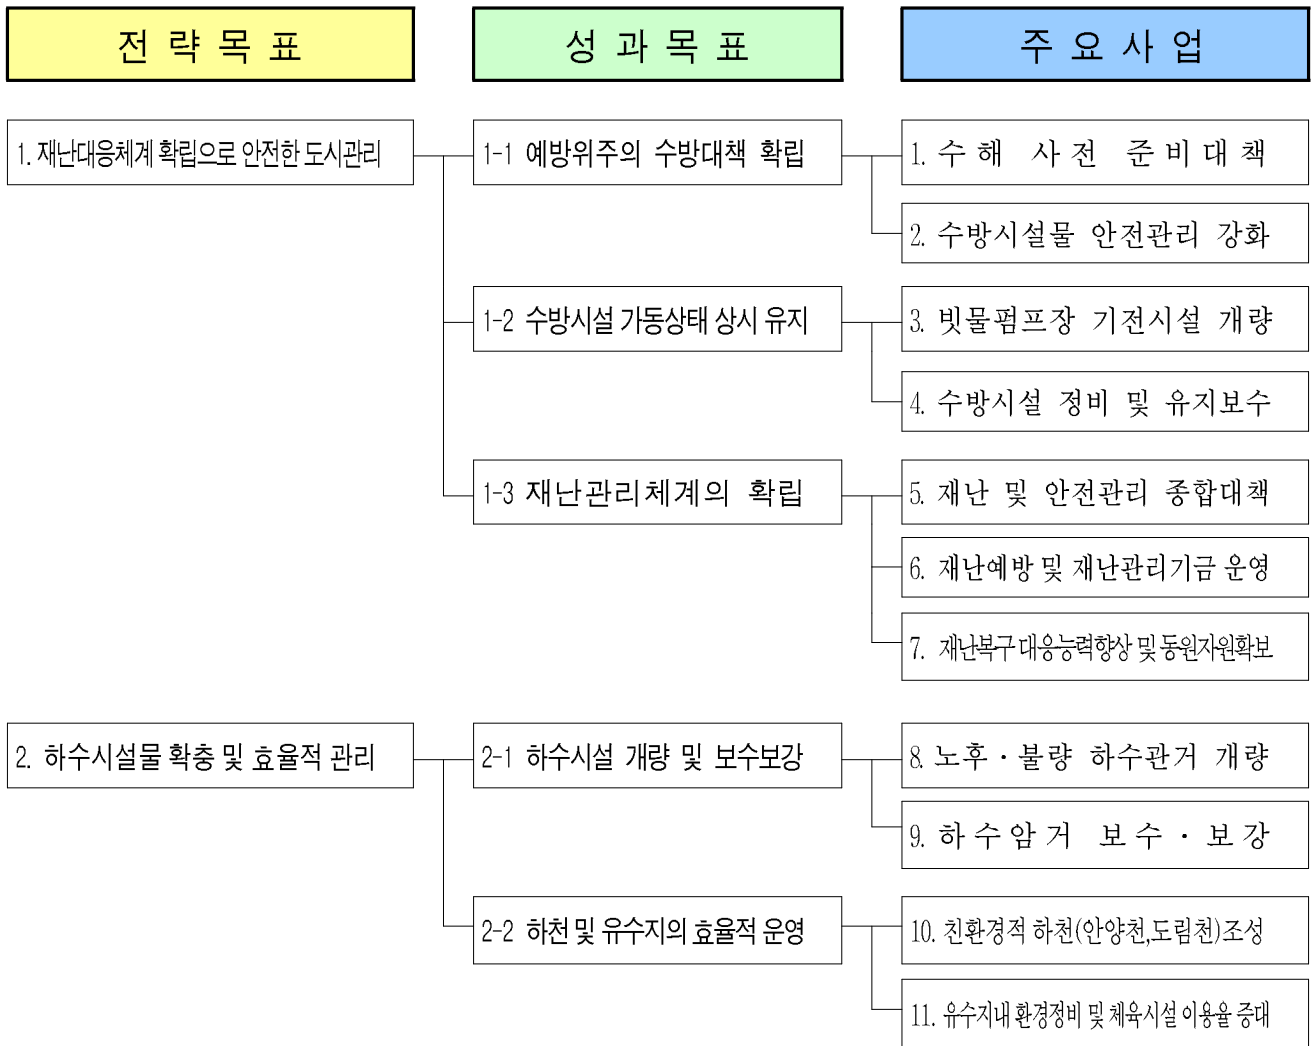 전 략 목 표
성 과 목 표
주 요 사 업
1. 재난대응체계 확립으로 안전한 도시관리
1-1 예방위주의 수방대책 확립
1. 수 해 사 전 준 비 대 책
2. 수방시설물 안전관리 강화
1-2 수방시설 가동상태 상시 유지
3. 빗물펌프장 기전시설 개량
4. 수방시설 정비 및 유지보수
1-3 재난관리체계의 확립
5. 재난 및 안전관리 종합대책
6. 재난예방 및 재난관리기금 운영
7. 재난복구 대응능력향상 및 동원자원확보
2. 하수시설물 확충 및 효율적 관리
2-1 하수시설 개량 및 보수보강
8. 노후 · 불량 하수관거 개량
9. 하 수 암 거 보 수 · 보 강
2-2 하천 및 유수지의 효율적 운영
10. 친환경적 하천(안양천,도림천)조성
11. 유수지내 환경정비 및 체육시설 이용율 증대